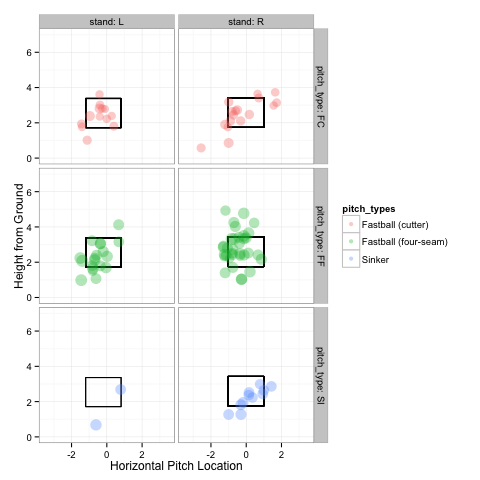 stand: L
stand: R
6
4
2
0
pitch_type: FC
6
4
2
0
pitch_type: FF
6
4
2
0
pitch_type: SI
Height from Ground
-2
0
2
-2
0
2
Horizontal Pitch Location
pitch_types
Fastball (cutter)
Fastball (four-seam)
Sinker